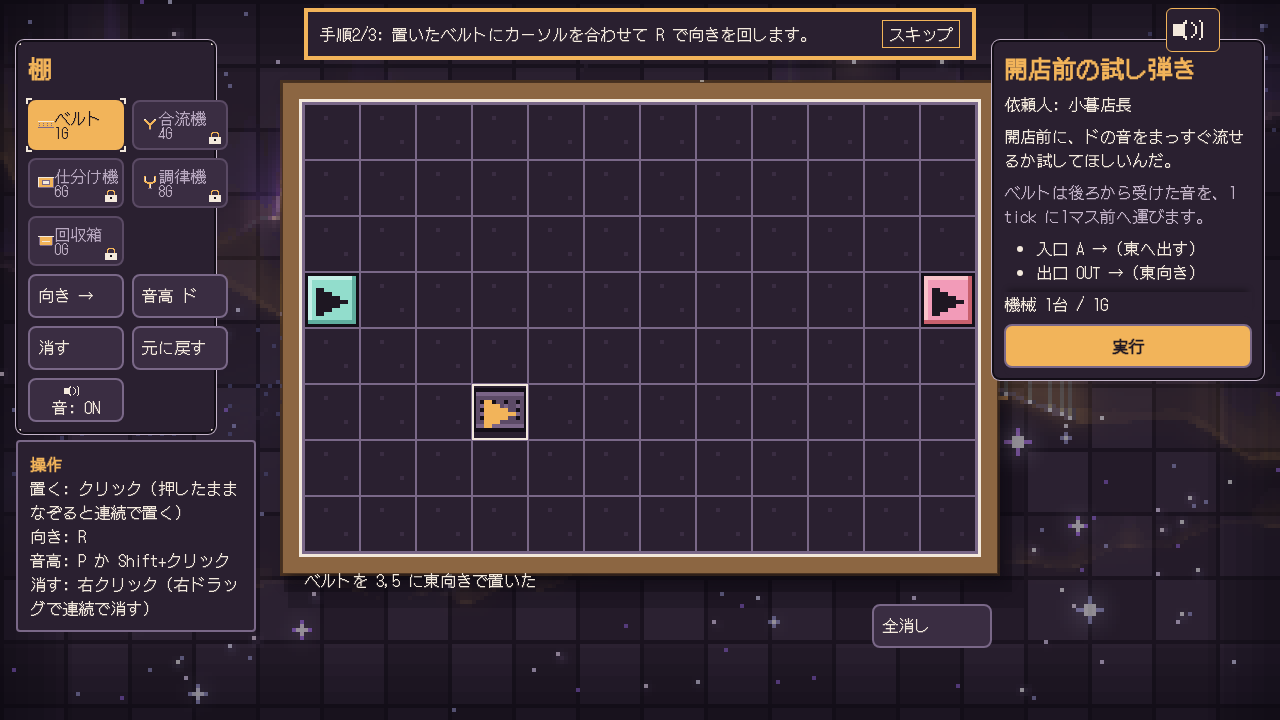 手順2/3: 置いたベルトにカーソルを合わせて R で向きを回します。
スキップ
棚
ベルト
1G
合流機
4G
仕分け機
6G
調律機
8G
回収箱
0G
向き →
音高 ド
消す
元に戻す
音: ON
操作
置く: クリック（押したまま
なぞると連続で置く）
向き: R
音高: P か Shift+クリック
消す: 右クリック（右ドラッ
グで連続で消す）
ベルトを 3,5 に東向きで置いた
全消し
開店前の試し弾き
依頼人: 小暮店長
開店前に、ドの音をまっすぐ流せ
るか試してほしいんだ。
ベルトは後ろから受けた音を、1
tick に1マス前へ運びます。
• 入口 A →（東へ出す）
• 出口 OUT →（東向き）
機械 1台 / 1G
実行